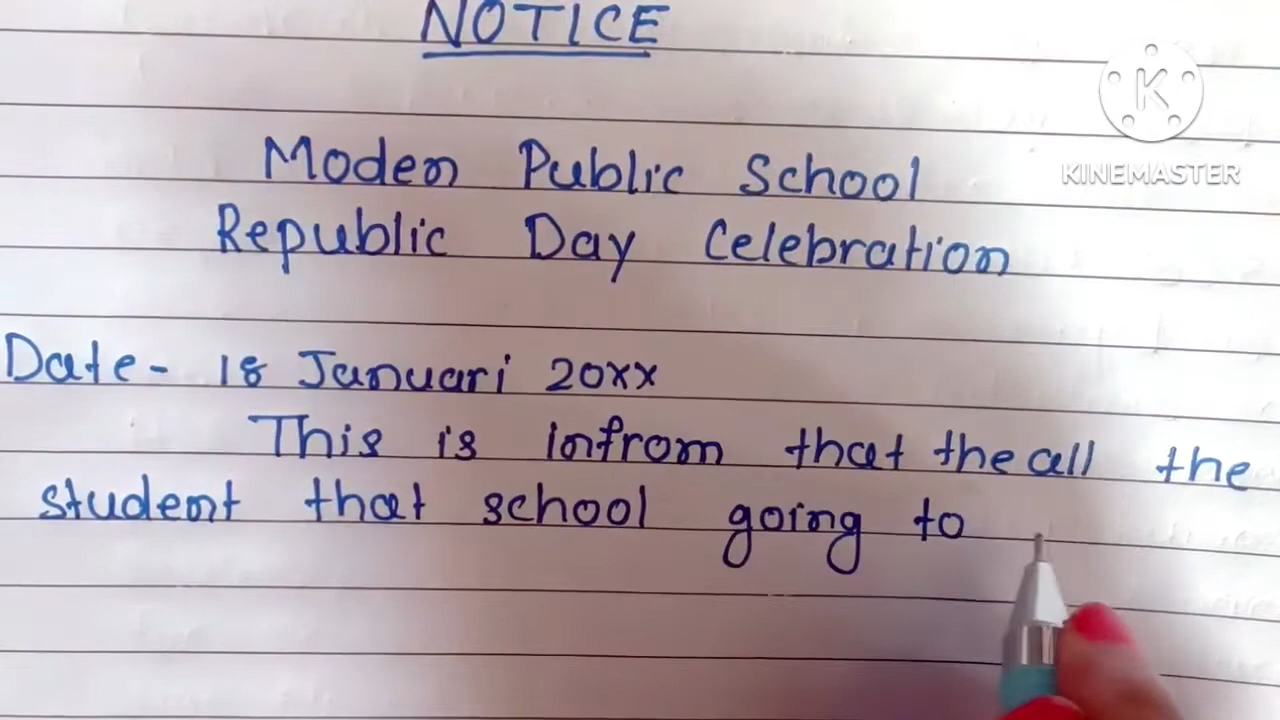 NOTICE
Moden Public School
Republic Day Celebration
Date- 18 Januari 20xx
This is infrom that the all the
student that school going to
K
KINEMASTER